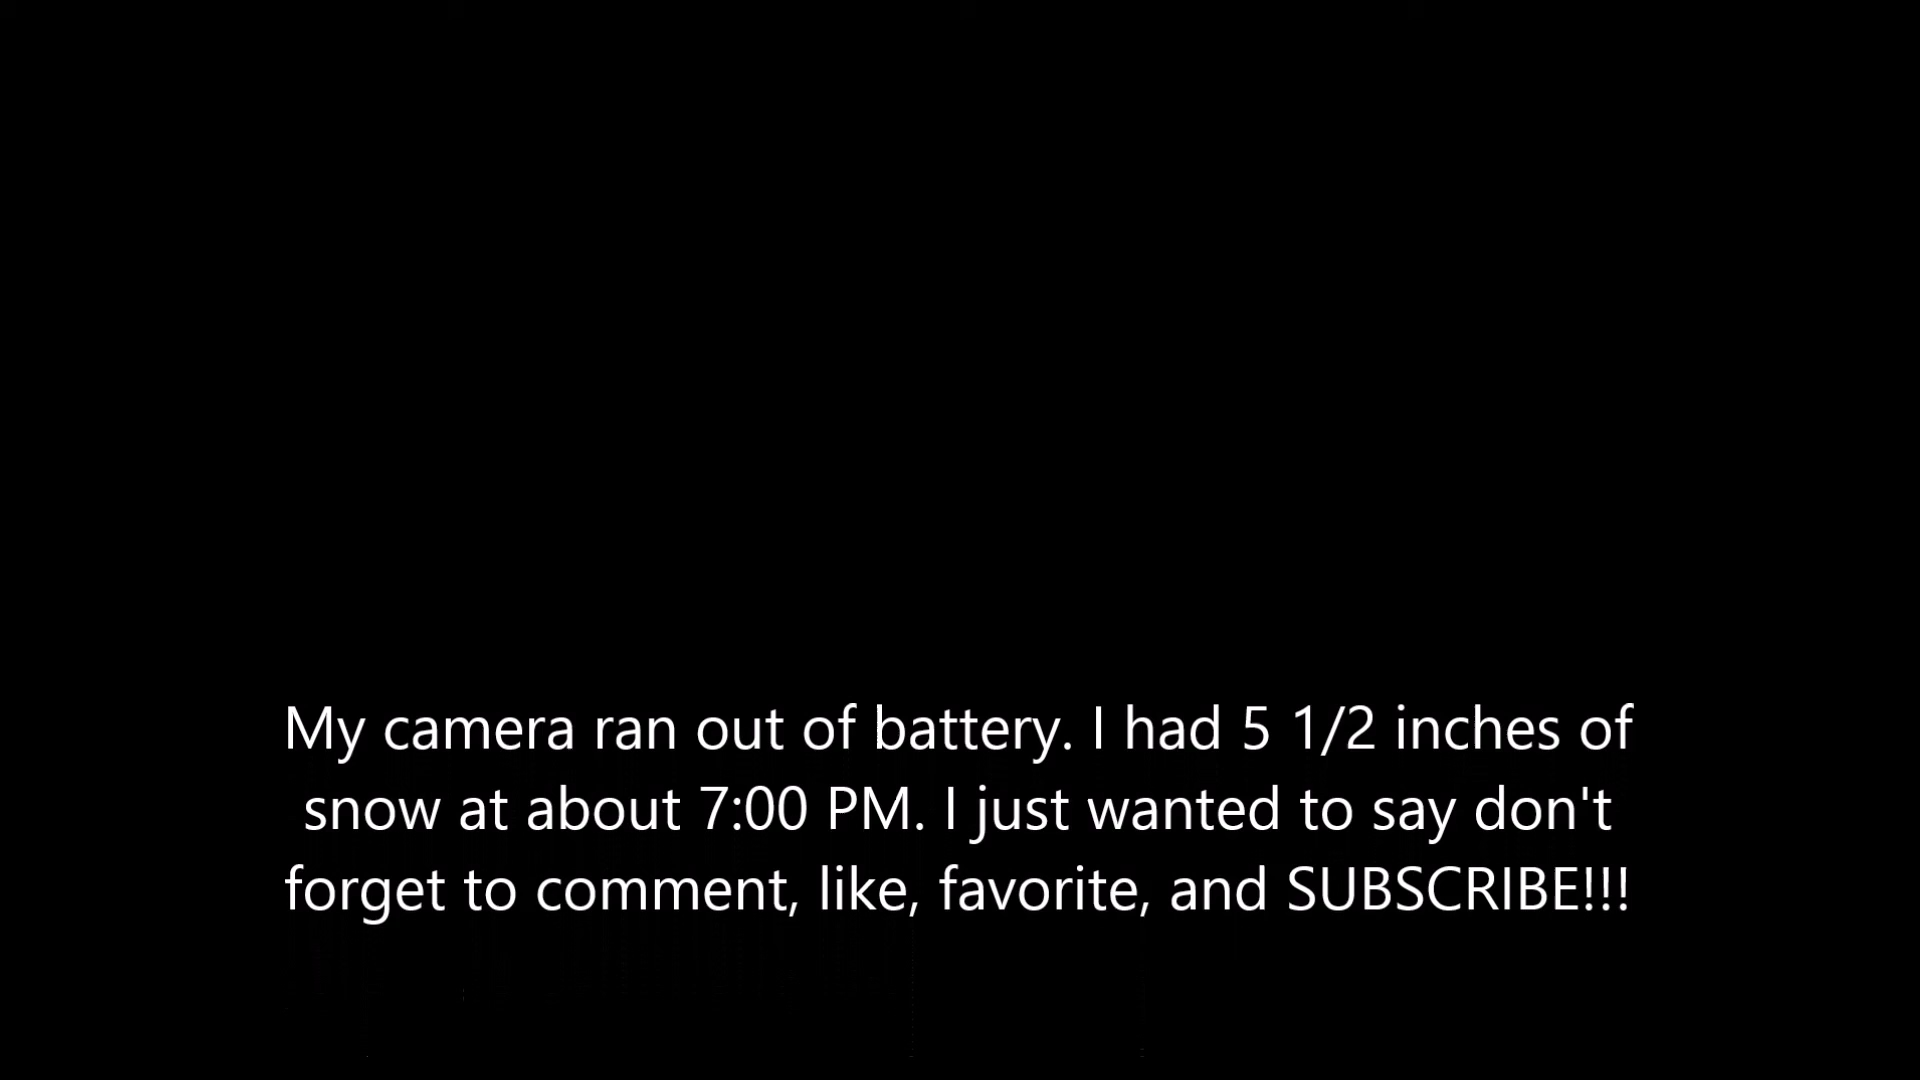 My camera ran out of battery. I had 5 1/2 inches of
snow at about 7:00 PM. I just wanted to say don't
forget to comment, like, favorite, and SUBSCRIBE!!!